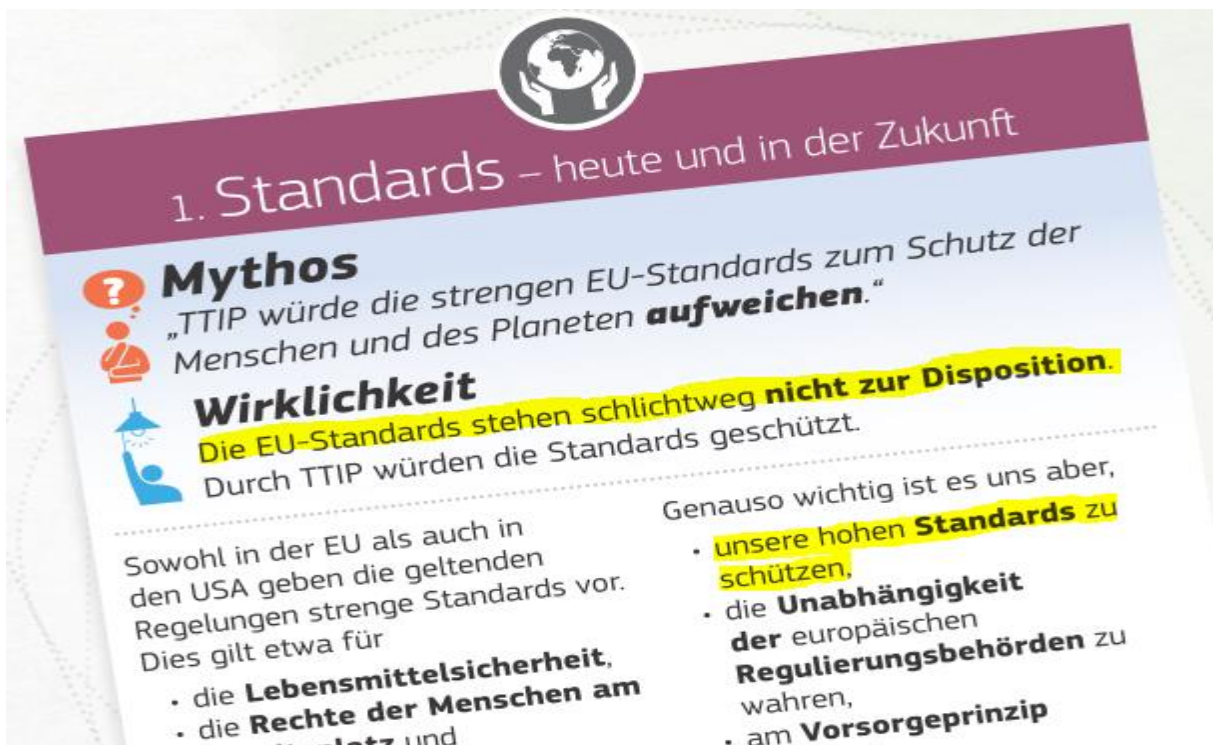 1. Standards – heute und in der Zukunft
?
Mythos
„TTIP würde die strengen EU-Standards zum Schutz der
Menschen und des Planeten aufweichen.“
Wirklichkeit
Die EU-Standards stehen schlichtweg nicht zur Disposition.
Durch TTIP würden die Standards geschützt.
Sowohl in der EU als auch in
den USA geben die geltenden
Regelungen strenge Standards vor.
Dies gilt etwa für
· die Lebensmittelsicherheit,
· die Rechte der Menschen am
und
Genauso wichtig ist es uns aber,
· unsere hohen Standards zu
schützen,
· die Unabhängigkeit
der europäischen
Regulierungsbehörden zu
wahren,
· am Vorsorgeprinzip